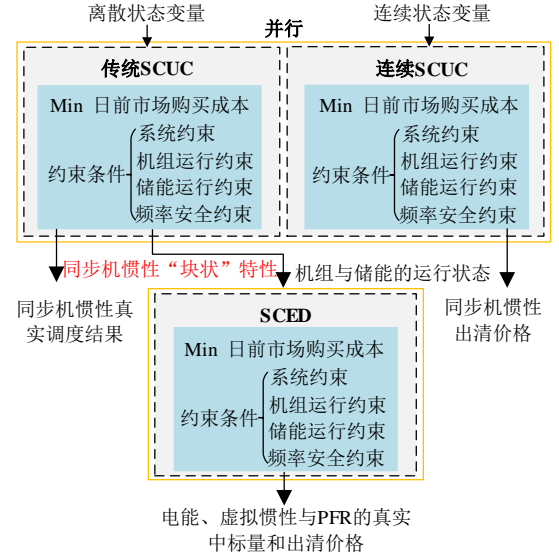 离散状态变量
连续状态变量
并行
传统SCUC
Min 日前市场购买成本
约束条件
系统约束
机组运行约束
储能运行约束
频率安全约束
连续SCUC
Min 日前市场购买成本
约束条件
系统约束
机组运行约束
储能运行约束
频率安全约束
同步机惯性“块状”特性
机组与储能的运行状态
同步机惯性真
实调度结果
同步机惯性
出清价格
SCED
Min 日前市场购买成本
约束条件
系统约束
机组运行约束
储能运行约束
频率安全约束
电能、虚拟惯性与PFR的真实
中标量和出清价格